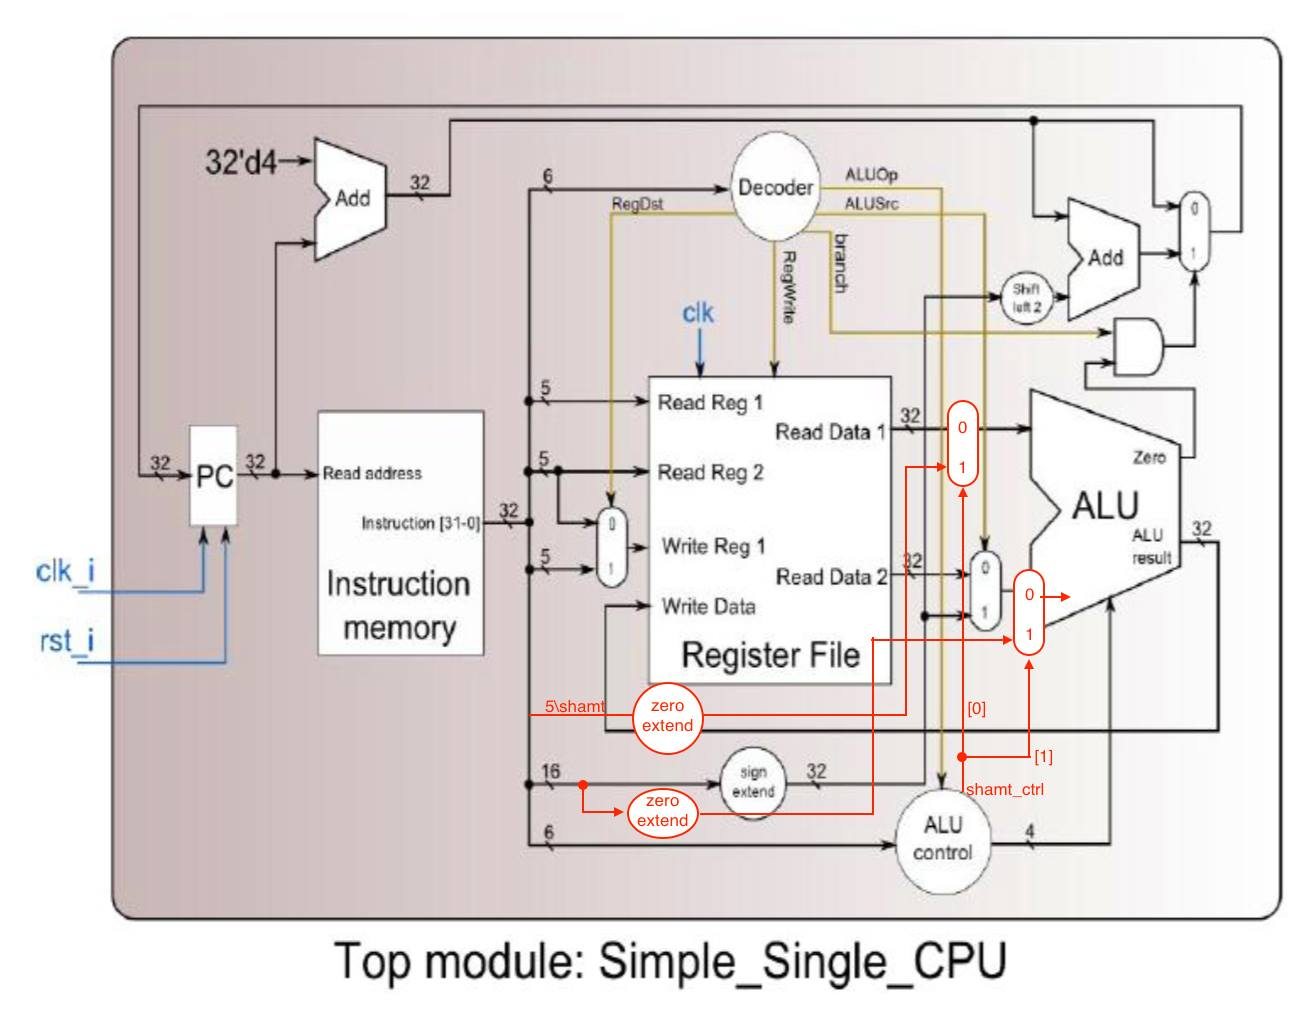 32'd4
Add
32
6
Decoder
ALUOp
ALUSrc
RegDst
branch
RegWrite
0
1
Add
Shift
left 2
clk
5
Read Reg 1
Read Data 1
32
0
1
5
Read Reg 2
Zero
32
PC
32
Read address
Instruction [31-0]
32
0
1
Write Reg 1
ALU
ALU
result
32
5
Read Data 2
32
0
1
0
1
clk_i
rst_i
Instruction
memory
Write Data
Register File
5\shamt
zero
extend
[0]
[1]
16
sign
extend
32
shamt_ctrl
zero
extend
6
ALU
control
4
Top module: Simple_Single_CPU